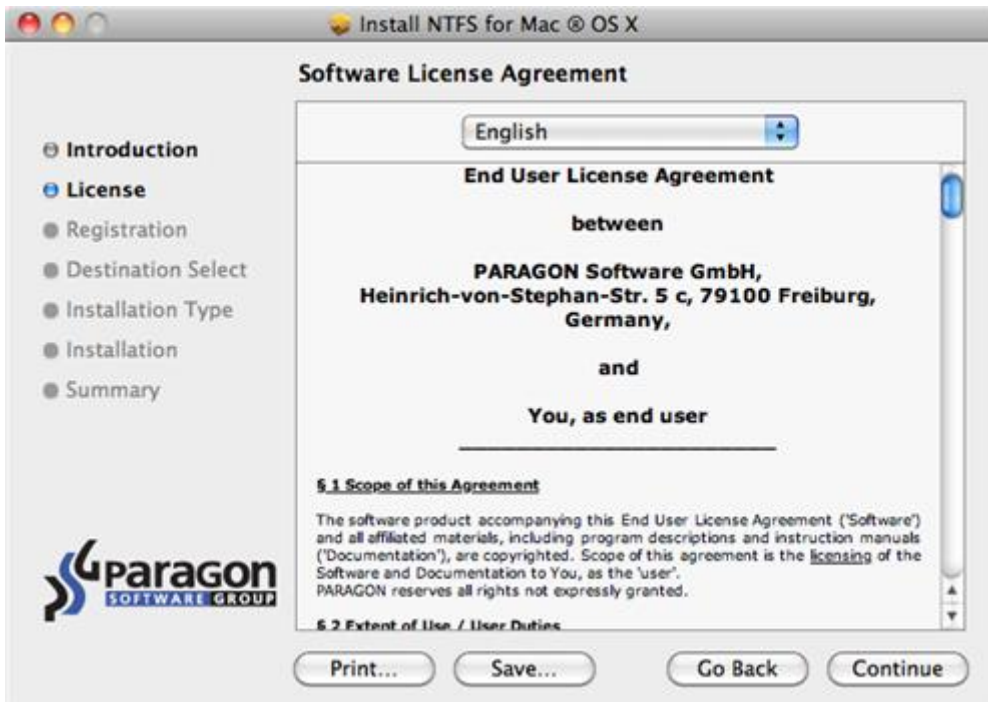 Install NTFS for Mac ® OS X
Software License Agreement
Introduction
License
Registration
Destination Select
Installation Type
Installation
Summary
English
End User License Agreement
between
PARAGON Software GmbH,
Heinrich-von-Stephan-Str. 5 c, 79100 Freiburg,
Germany,
and
You, as end user
§ 1 Scope of this Agreement
The software product accompanying this End User License Agreement ('Software')
and all affiliated materials, including program descriptions and instruction manuals
('Documentation'), are copyrighted. Scope of this agreement is the licensing of the
Software and Documentation to You, as the 'user'.
PARAGON reserves all rights not expressly granted.
§ 2 Extent of Use / User Duties
Paragon
SOFTWARE GROUP
Print...
Save...
Go Back
Continue